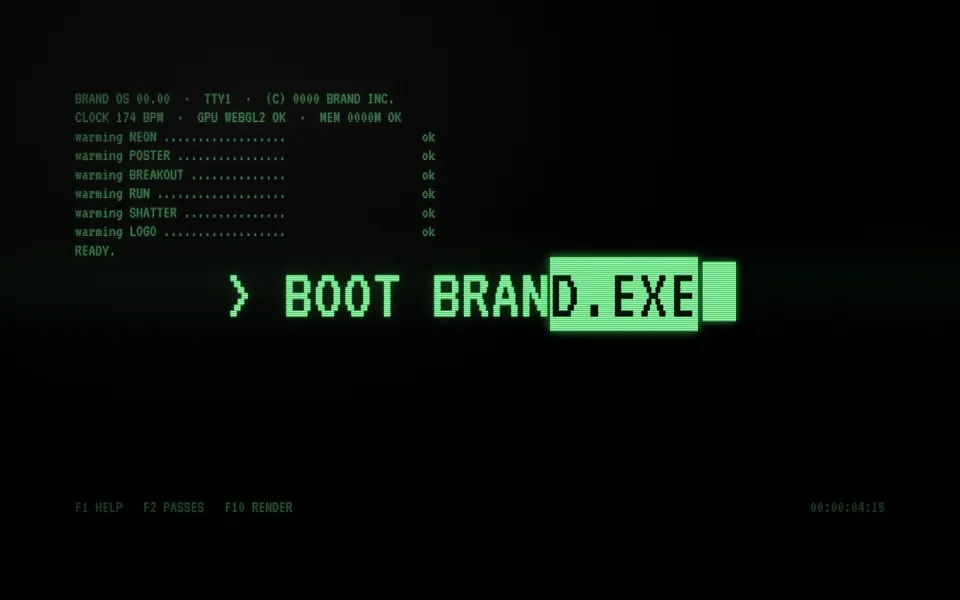 BRAND OS 00.00 · TTY1 · (C) 0000 BRAND INC.
CLOCK 174 BPM · GPU WEBGL2 OK · MEM 0000M OK
warming NEON .................. ok
warming POSTER ................ ok
warming BREAKOUT .............. ok
warming RUN ................... ok
warming SHATTER ............... ok
warming LOGO .................. ok
READY.
> BOOT BRAND.EXE
F1 HELP F2 PASSES F10 RENDER
00:00:04:15